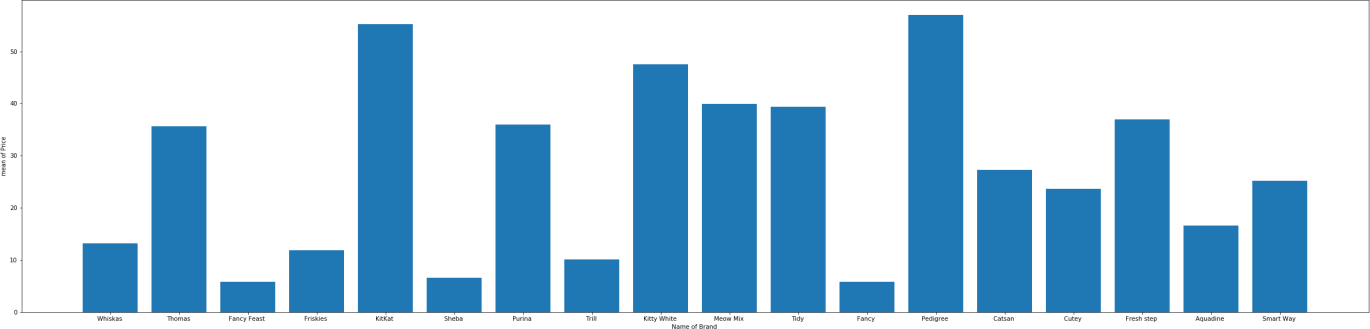 50
40
30
20
10
0
mean of Price
Whiskas Thomas Fancy Feast Friskies KitKat Sheba Purina Trill Kitty White Meow Mix Tidy Fancy Pedigree Catsan Cutey Fresh step Aquadine Smart Way
Name of Brand